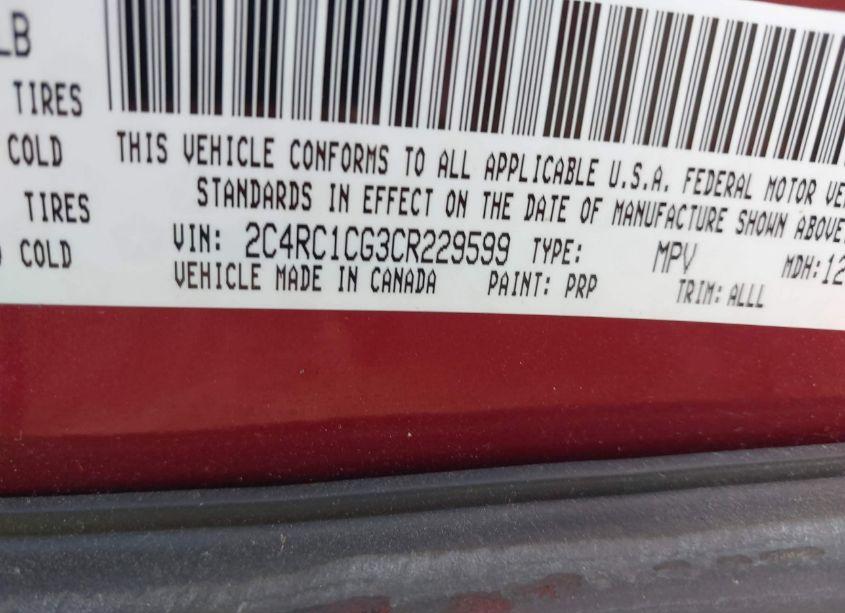 LB
TIRES
COLD
TIRES
COLD
THIS VEHICLE CONFORMS TO ALL APPLICABLE U.S.A. FEDERAL MOTOR VE
STANDARDS IN EFFECT ON THE DATE OF MANUFACTURE SHOWN ABOVE.
VIN: 2C4RC1CG3CR229599 TYPE: MPV MDH:12
VEHICLE MADE IN CANADA PAINT: PRP TRIM: ALLL